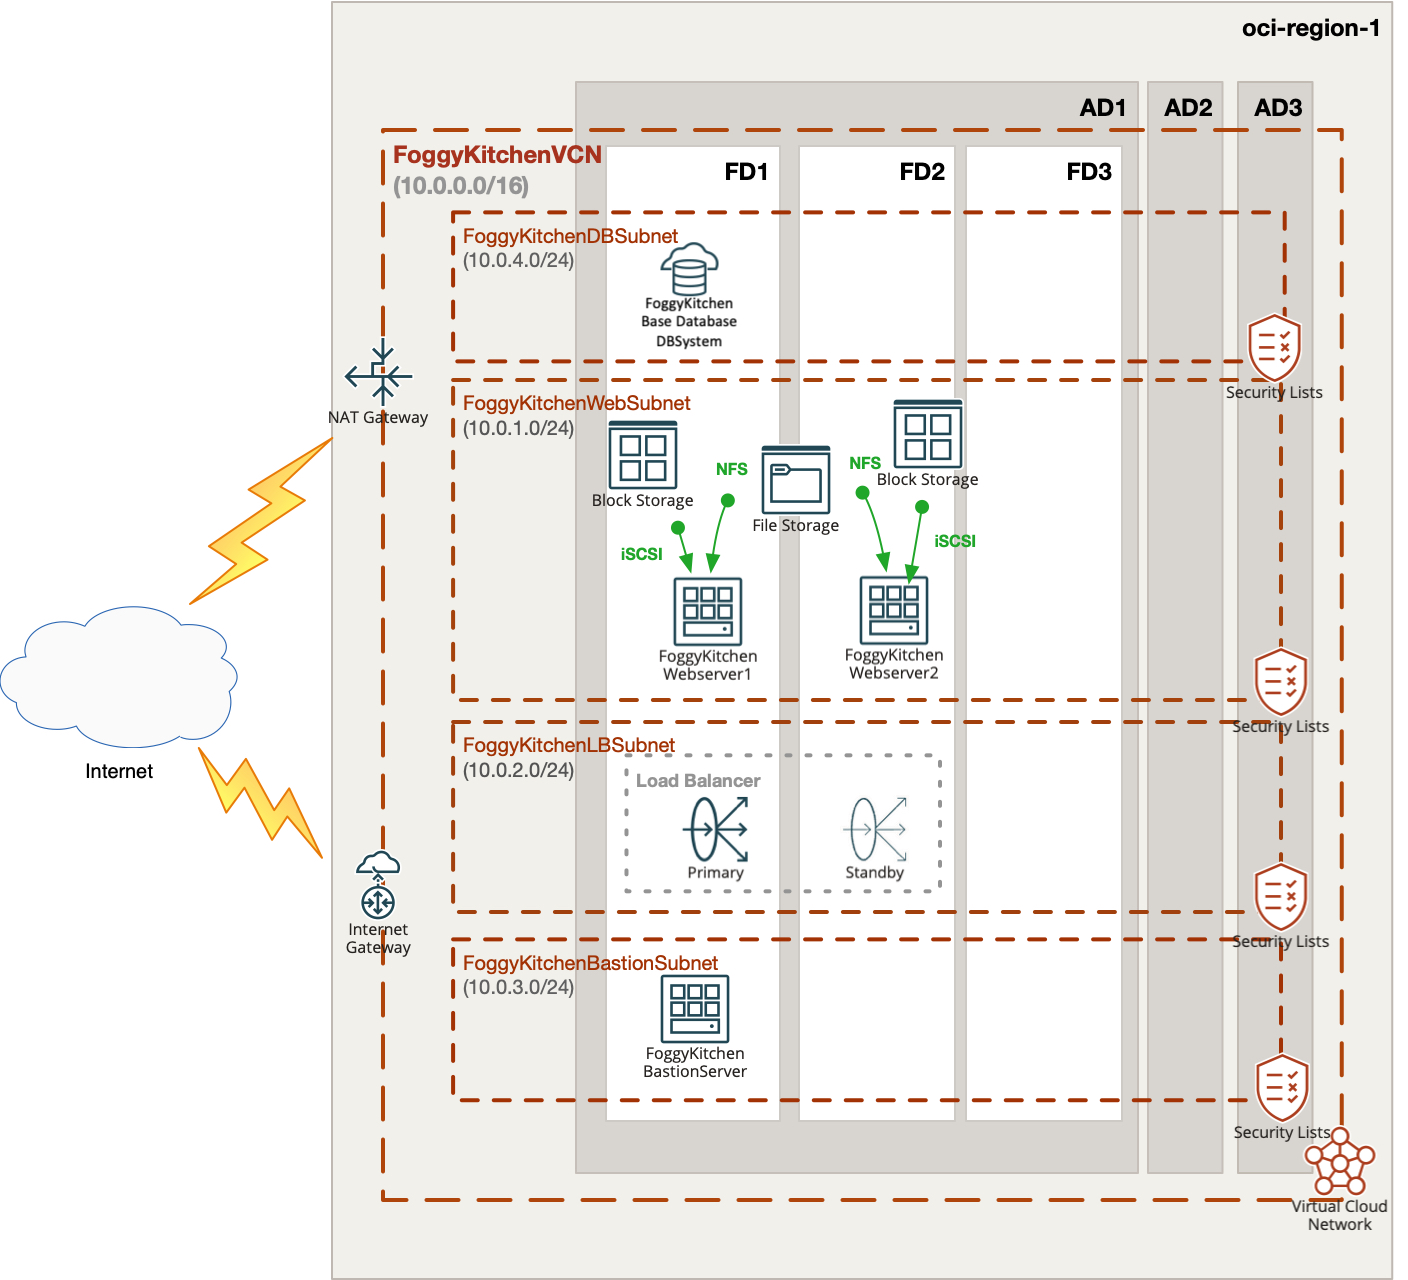 oci-region-1
AD1
AD2
AD3
FoggyKitchenVCN
(10.0.0.0/16)
FD1
FD2
FD3
FoggyKitchenDBSubnet
(10.0.4.0/24)
FoggyKitchen
Base Database
DBSystem
Security Lists
NAT Gateway
FoggyKitchenWebSubnet
(10.0.1.0/24)
Block Storage
NFS
File Storage
NFS
Block Storage
iSCSI
iSCSI
FoggyKitchen
Webserver1
FoggyKitchen
Webserver2
Security Lists
Internet
FoggyKitchenLBSubnet
(10.0.2.0/24)
Load Balancer
Primary
Standby
Security Lists
Internet
Gateway
FoggyKitchenBastionSubnet
(10.0.3.0/24)
FoggyKitchen
BastionServer
Security Lists
Virtual Cloud
Network